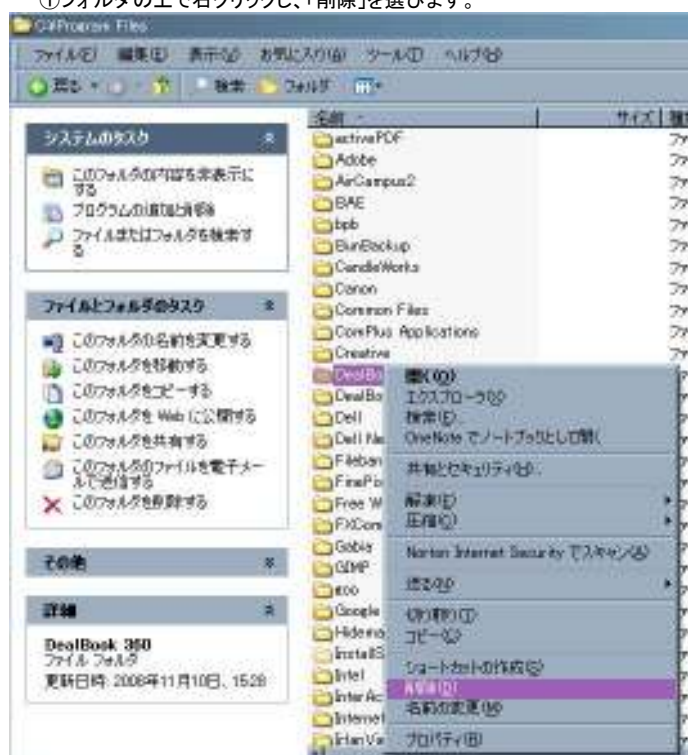 ①フォルダの上で右クリックし、「削除」を選びます。
C:¥Program Files
ファイル(F) 編集(E) 表示(V) お気に入り(A) ツール(T) ヘルプ(H)
戻る 検索 フォルダ
名前 サイズ
システムのタスク
このフォルダの内容を非表示に
する
プログラムの追加と削除
ファイルまたはフォルダを検索す
る
ファイルとフォルダのタスク
このフォルダの名前を変更する
このフォルダを移動する
このフォルダをコピーする
このフォルダを Web に公開する
このフォルダを共有する
このフォルダのファイルを電子メー
ルで送信する
このフォルダを削除する
その他
詳細
DealBook 360
ファイル フォルダ
更新日時: 2008年11月10日、15:28
activePDF
Adobe
AirCampus2
BAE
bpb
BunBackup
CandleWorks
Canon
Common Files
ComPlus Applications
Creative
DealBo
DealBo
Dell
Dell Ne
Fileban
FinePix
Free W
FXCom
Gabia
GIMP
goo
Google
Hidema
InstallS
Intel
InterAc
Internet
IrfanVie
開く(O)
エクスプローラ(X)
検索(E)...
OneNote でノートブックとして開く
共有とセキュリティ(H)...
解凍(E)
圧縮(Q)
Norton Internet Security でスキャン(A)
送る(N)
切り取り(T)
コピー(C)
ショートカットの作成(S)
削除(D)
名前の変更(M)
プロパティ(R)